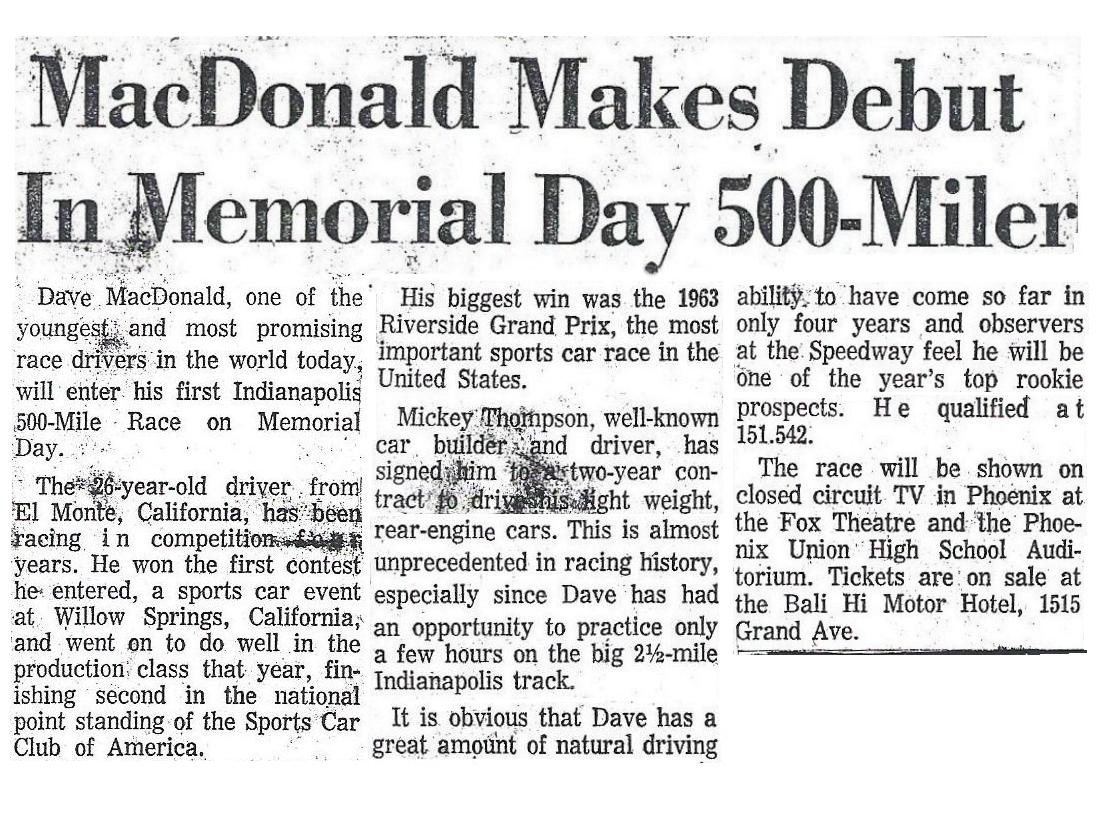 MacDonald Makes Debut
In Memorial Day 500-Miler
Dave MacDonald, one of the
youngest and most promising
race drivers in the world today,
will enter his first Indianapolis
500-Mile Race on Memorial
Day.
The 26-year-old driver from
El Monte, California, has been
racing in competition four
years. He won the first contest
he entered, a sports car event
at Willow Springs, California,
and went on to do well in the
production class that year, fin-
ishing second in the national
point standing of the Sports Car
Club of America.
His biggest win was the 1963
Riverside Grand Prix, the most
important sports car race in the
United States.
Mickey Thompson, well-known
car builder and driver, has
signed him to a two-year con-
tract to drive his light weight,
rear-engine cars. This is almost
unprecedented in racing history,
especially since Dave has had
an opportunity to practice only
a few hours on the big 2½-mile
Indianapolis track.
It is obvious that Dave has a
great amount of natural driving
ability to have come so far in
only four years and observers
at the Speedway feel he will be
one of the year's top rookie
prospects. He qualified at
151.542.
The race will be shown on
closed circuit TV in Phoenix at
the Fox Theatre and the Phoe-
nix Union High School Audi-
torium. Tickets are on sale at
the Bali Hi Motor Hotel, 1515
Grand Ave.